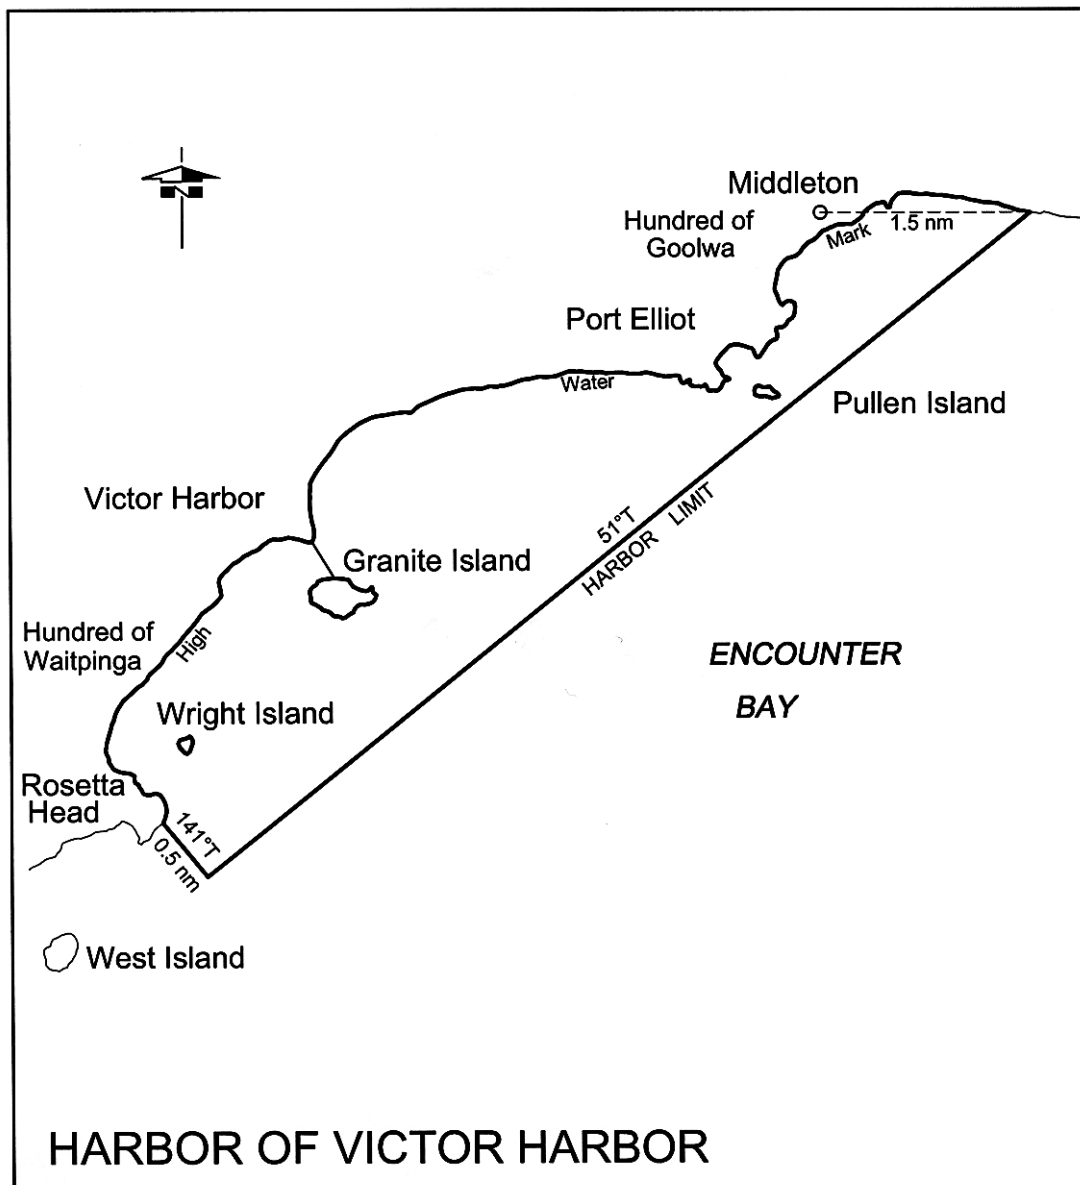 N
Middleton
Hundred of
Goolwa
1.5 nm
Mark
Port Elliot
Water
Pullen Island
Victor Harbor
51°T
HARBOR LIMIT
Granite Island
Hundred of
Waitpinga
High
ENCOUNTER
BAY
Wright Island
Rosetta
Head
141°T
0.5 nm
West Island
HARBOR OF VICTOR HARBOR